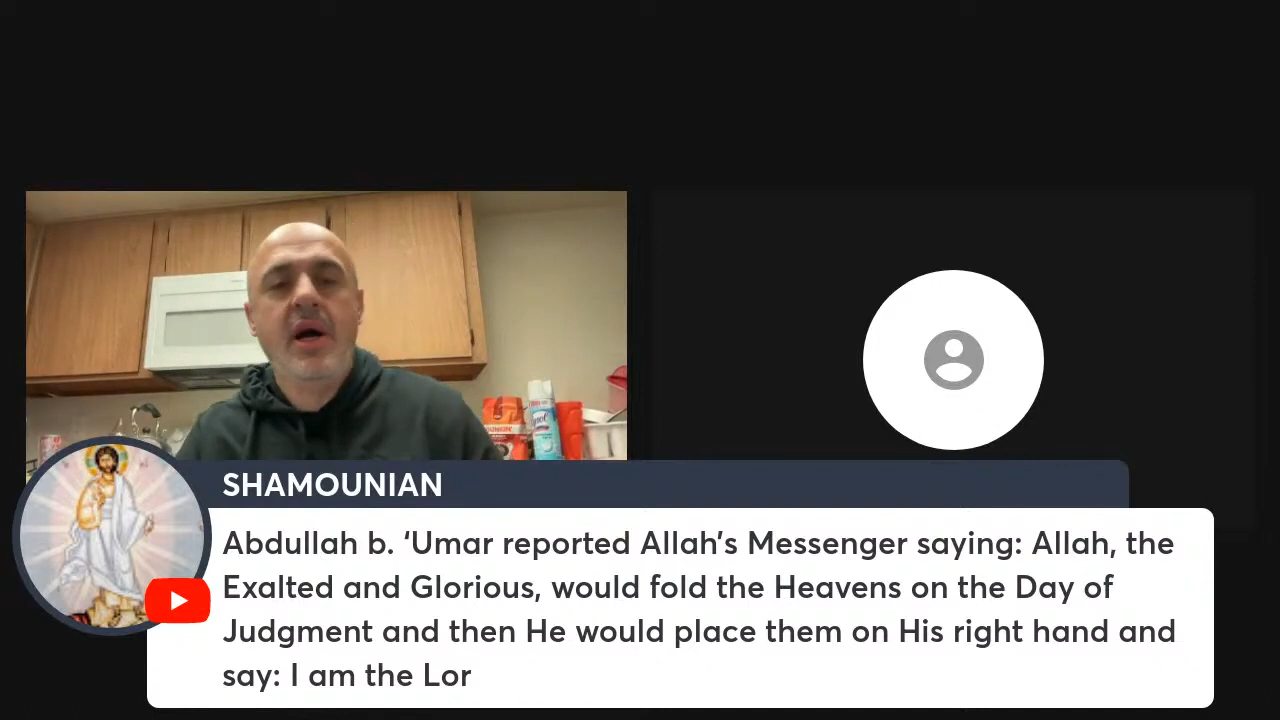 SHAMOUNIAN
Abdullah b. ‘Umar reported Allah’s Messenger saying: Allah, the
Exalted and Glorious, would fold the Heavens on the Day of
Judgment and then He would place them on His right hand and
say: I am the Lor